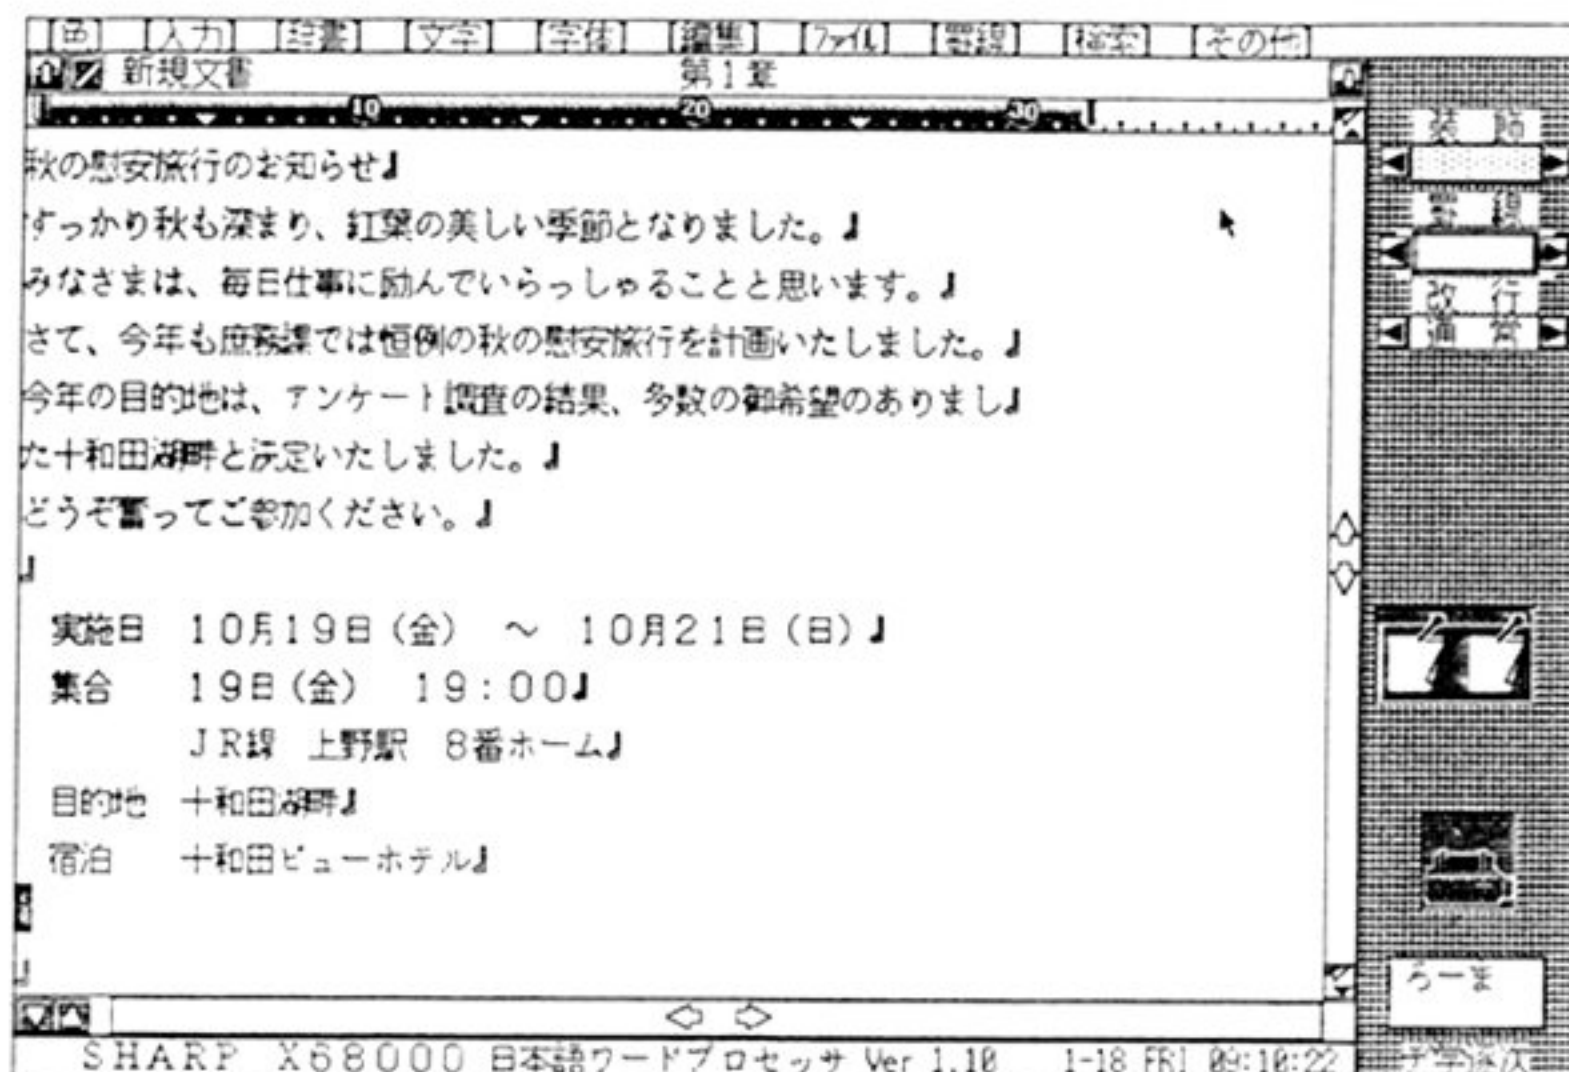 [色] [入力] [辞書] [文字] [字体] [編集] [ファイル] [罫線] [検索] [その他]
新規文書 第1章
10 20 30
装 飾
秋の慰安旅行のお知らせ』
すっかり秋も深まり、紅葉の美しい季節となりました。』
罫 線
みなさまは、毎日仕事に励んでいらっしゃることと思います。』
改 行
さて、今年も庶務課では恒例の秋の慰安旅行を計画いたしました。』
通 常
今年の目的地は、アンケート調査の結果、多数の御希望のありまし』
た十和田湖畔と決定いたしました。』
どうぞ奮ってご参加ください。』
』
実施日 10月19日(金) ～ 10月21日(日)』
集合 19日(金) 19:00』
JR線 上野駅 8番ホーム』
目的地 十和田湖畔』
宿泊 十和田ビューホテル』
』
ろーま
SHARP X68000 日本語ワードプロセッサ Ver 1.10 1-18 FRI 09:10:22